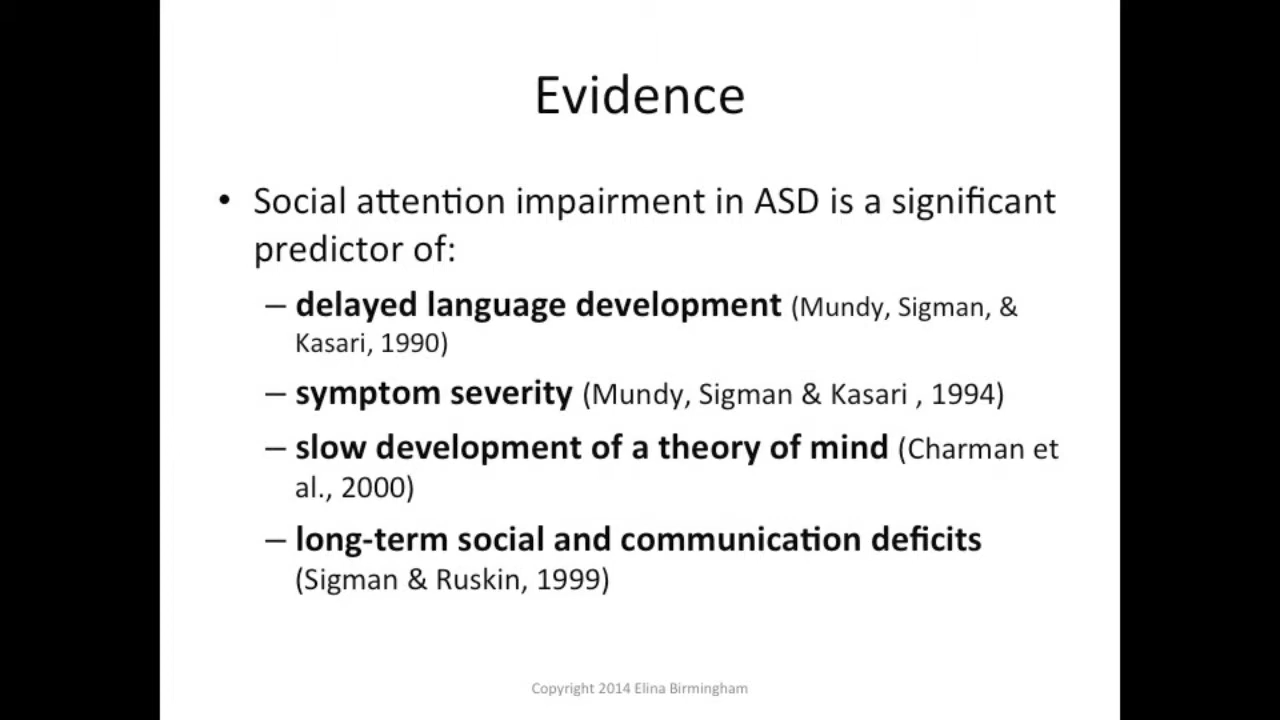 Evidence
• Social attention impairment in ASD is a significant
predictor of:
– delayed language development (Mundy, Sigman, &
Kasari, 1990)
– symptom severity (Mundy, Sigman & Kasari , 1994)
– slow development of a theory of mind (Charman et
al., 2000)
– long-term social and communication deficits
(Sigman & Ruskin, 1999)
Copyright 2014 Elina Birmingham